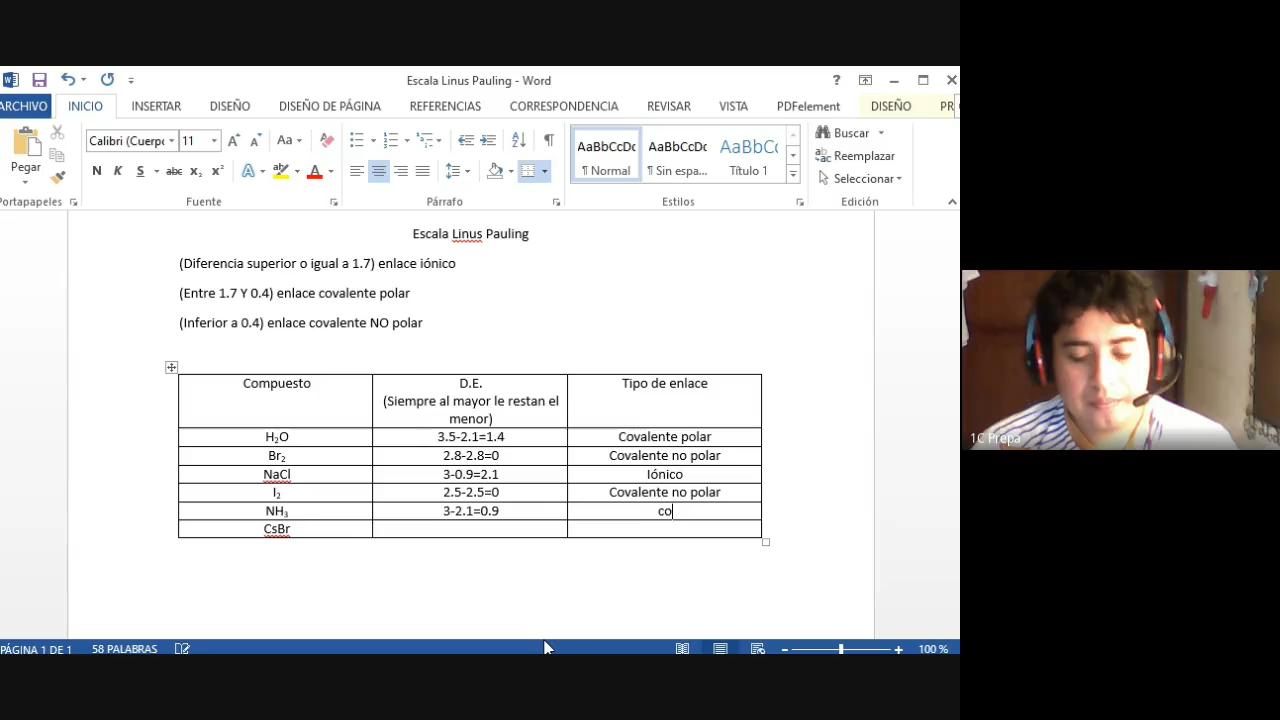 Escala Linus Pauling - Word
?
ARCHIVO INICIO INSERTAR DISEÑO DISEÑO DE PÁGINA REFERENCIAS CORRESPONDENCIA REVISAR VISTA PDFelement DISEÑO PR
Pegar
Calibri (Cuerpo 11
Aa
N K S abc x₂ x² A A
AaBbCcDc AaBbCcDc AaBbCc
¶ Normal ¶ Sin espa... Título 1
Buscar
Reemplazar
Seleccionar
Portapapeles Fuente Párrafo Estilos Edición
Escala Linus Pauling
(Diferencia superior o igual a 1.7) enlace iónico
(Entre 1.7 Y 0.4) enlace covalente polar
(Inferior a 0.4) enlace covalente NO polar
Compuesto D.E. Tipo de enlace
(Siempre al mayor le restan el
menor)
H₂O 3.5-2.1=1.4 Covalente polar
Br₂ 2.8-2.8=0 Covalente no polar
NaCl 3-0.9=2.1 Iónico
I₂ 2.5-2.5=0 Covalente no polar
NH₃ 3-2.1=0.9 co
CsBr
PÁGINA 1 DE 1 58 PALABRAS 100 %
1C Prepa